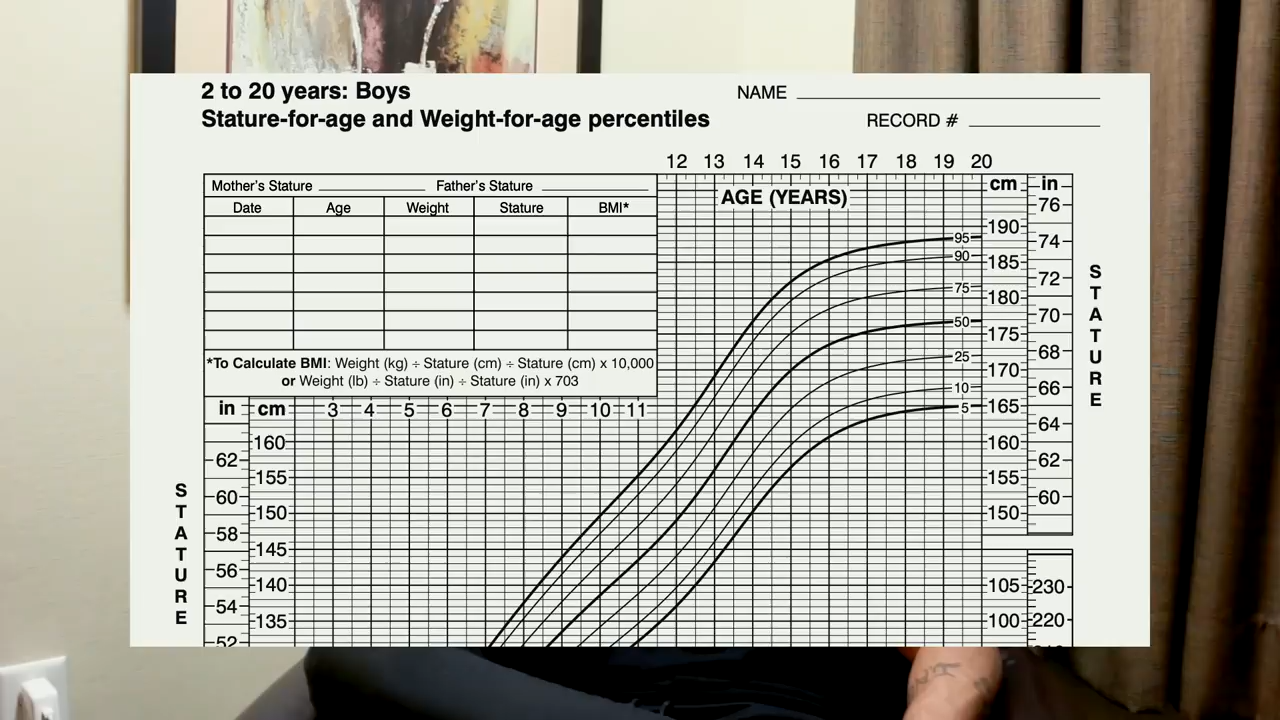 2 to 20 years: Boys
NAME
Stature-for-age and Weight-for-age percentiles
RECORD #
12 13 14 15 16 17 18 19 20
Mother's Stature Father's Stature
Date Age Weight Stature BMI*
AGE (YEARS)
cm in
76
190
95
74
90
185
72
75
180
70
50
175
68
25
170
66
10
165
5
64
160
62
155
60
150
105
230
100
220
STATURE
*To Calculate BMI: Weight (kg) ÷ Stature (cm) ÷ Stature (cm) x 10,000
or Weight (lb) ÷ Stature (in) ÷ Stature (in) x 703
in cm 3 4 5 6 7 8 9 10 11
160
62
155
60
150
58
145
56
140
54
135
52
STATURE